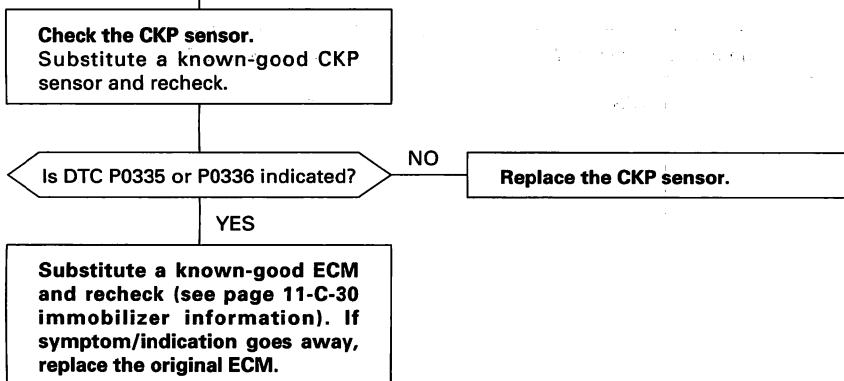 Check the CKP sensor.
Substitute a known-good CKP
sensor and recheck.
Is DTC P0335 or P0336 indicated?
NO
Replace the CKP sensor.
YES
Substitute a known-good ECM
and recheck (see page 11-C-30
immobilizer information). If
symptom/indication goes away,
replace the original ECM.